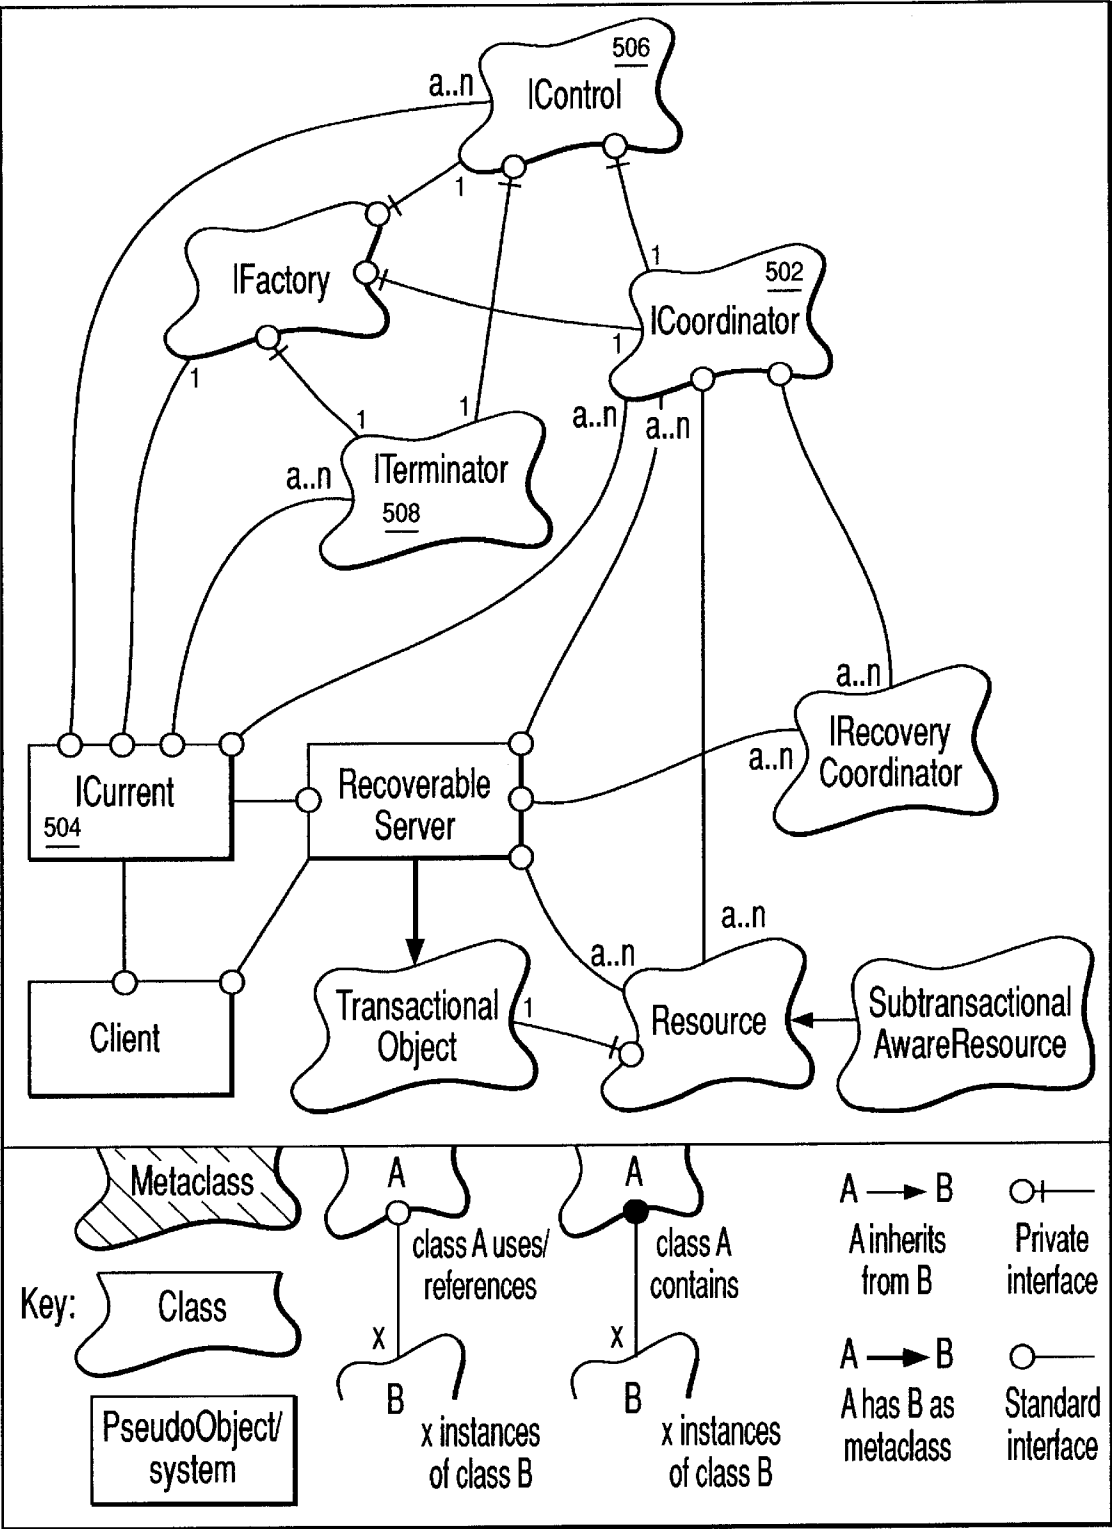 506
a..n
IControl
1
IFactory
1
502
ICoordinator
1
1
1
1
a..n
a..n
a..n
ITerminator
508
a..n
IRecovery
Coordinator
a..n
ICurrent
504
Recoverable
Server
a..n
a..n
Client
Transactional
Object
1
Resource
Subtransactional
AwareResource
Key:
Metaclass
Class
PseudoObject/
system
A
class A uses/
references
x
B
x instances
of class B
A
class A
contains
x
B
x instances
of class B
A B
A inherits
from B
A B
A has B as
metaclass
Private
interface
Standard
interface